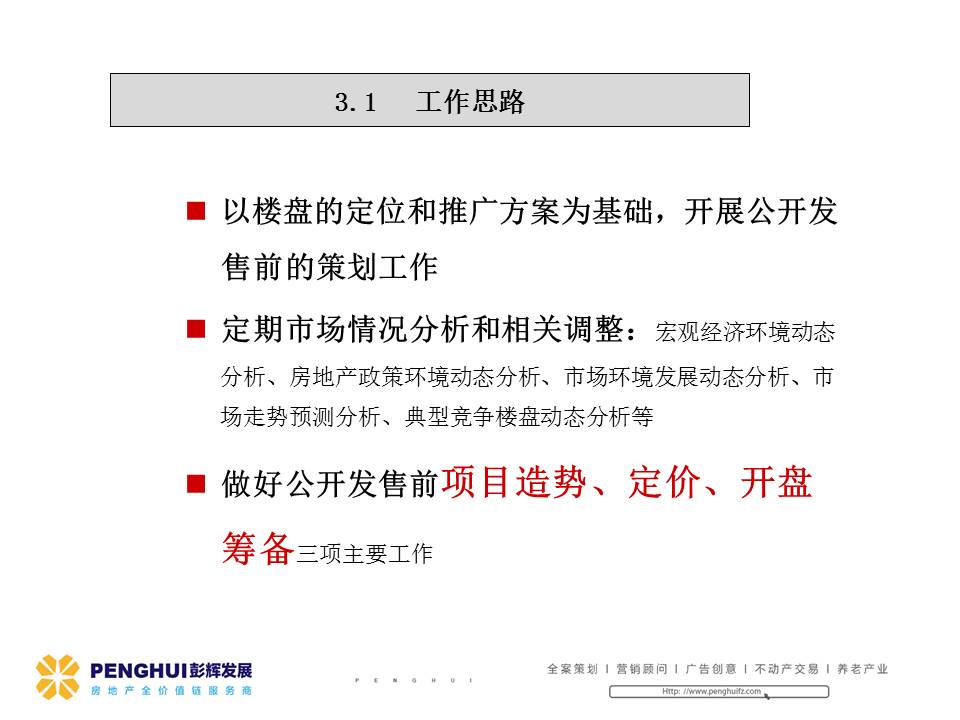 3.1 工作思路
以楼盘的定位和推广方案为基础，开展公开发
售前的策划工作
定期市场情况分析和相关调整：宏观经济环境动态
分析、房地产政策环境动态分析、市场环境发展动态分析、市
场走势预测分析、典型竞争楼盘动态分析等
做好公开发售前项目造势、定价、开盘
筹备三项主要工作
PENGHUI彭辉发展
房地产全价值链服务商
PENGHUI
全案策划 | 营销顾问 | 广告创意 | 不动产交易 | 养老产业
Http: //www.penghuifz.com